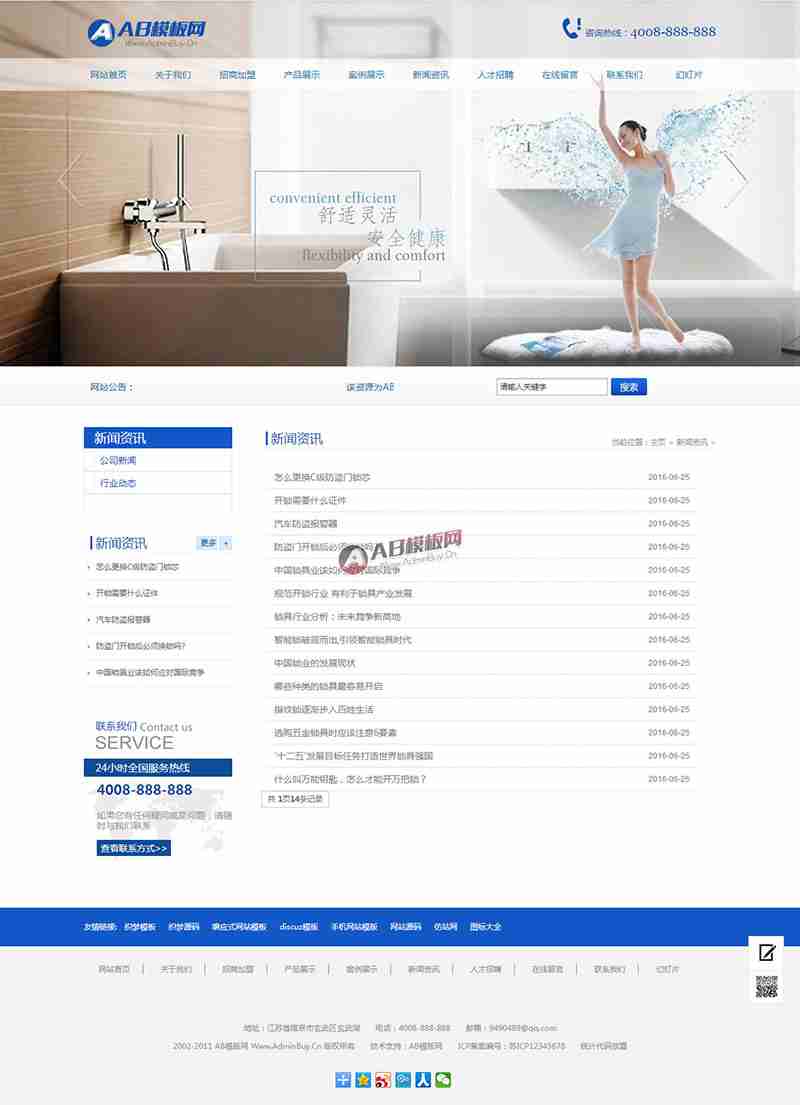 AB模板网
Www.AdminBuy.Cn
咨询热线：4008-888-888
网站首页 关于我们 招商加盟 产品展示 案例展示 新闻资讯 人才招聘 在线留言 联系我们 幻灯片
convenient efficient
舒适灵活
安全健康
flexibility and comfort
网站公告： 该资源为AB 请输入关键字 搜索
新闻资讯
公司新闻
行业动态
新闻资讯 更多 +
怎么更换C级防盗门锁芯
开锁需要什么证件
汽车防盗报警器
防盗门开锁后必须换锁吗?
中国锁具业该如何应对国际竞争
联系我们 Contact us
SERVICE
24小时全国服务热线
4008-888-888
如果您有任何疑问或是问题，请随
时与我们联系
查看联系方式>>
新闻资讯 当前位置：主页 > 新闻资讯 >
怎么更换C级防盗门锁芯 2016-06-25
开锁需要什么证件 2016-06-25
汽车防盗报警器 2016-06-25
防盗门开锁后必须换锁吗? 2016-06-25
中国锁具业该如何应对国际竞争 2016-06-25
规范开锁行业 有利于锁具产业发展 2016-06-25
锁具行业分析：未来竞争新高地 2016-06-25
智能锁破茧而出,引领智能锁具时代 2016-06-25
中国锁业的发展现状 2016-06-25
哪些种类的锁具最容易开启 2016-06-25
指纹锁逐渐步入百姓生活 2016-06-25
选购五金锁具时应该注意5要素 2016-06-25
“十二五”发展目标任务打造世界锁具强国 2016-06-25
什么叫万能钥匙，怎么才能开万把锁？ 2016-06-25
共 1页14条记录
AB模板网
Www.AdminBuy.Cn
友情链接: 织梦模板 织梦源码 响应式网站模板 discuz模板 手机网站模板 网站源码 仿站网 图标大全
网站首页 | 关于我们 | 招商加盟 | 产品展示 | 案例展示 | 新闻资讯 | 人才招聘 | 在线留言 | 联系我们 | 幻灯片
地址：江苏省南京市玄武区玄武湖 电话：4008-888-888 邮箱：9490489@qq.com
2002-2011 AB模板网 Www.AdminBuy.Cn 版权所有 技术支持：AB模板网 ICP备案编号：苏ICP12345678 统计代码放置